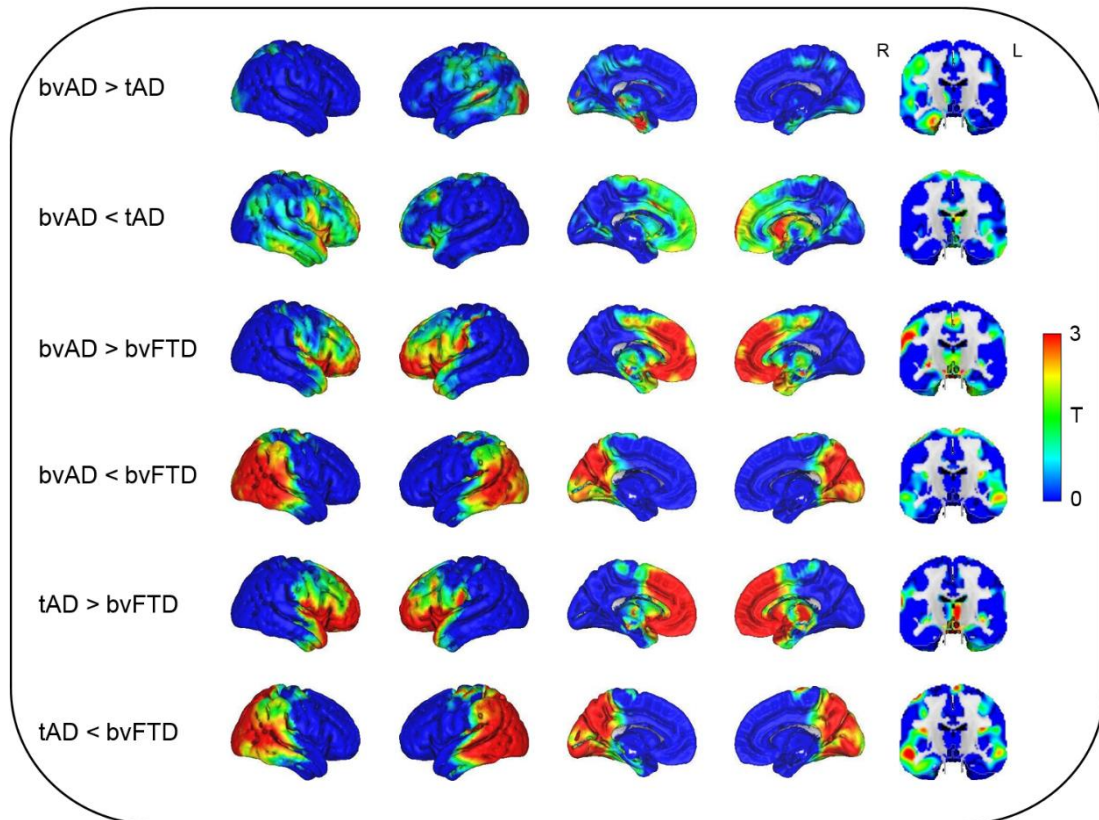 R L
bvAD > tAD
bvAD < tAD
bvAD > bvFTD
3
T
bvAD < bvFTD
0
tAD > bvFTD
tAD < bvFTD